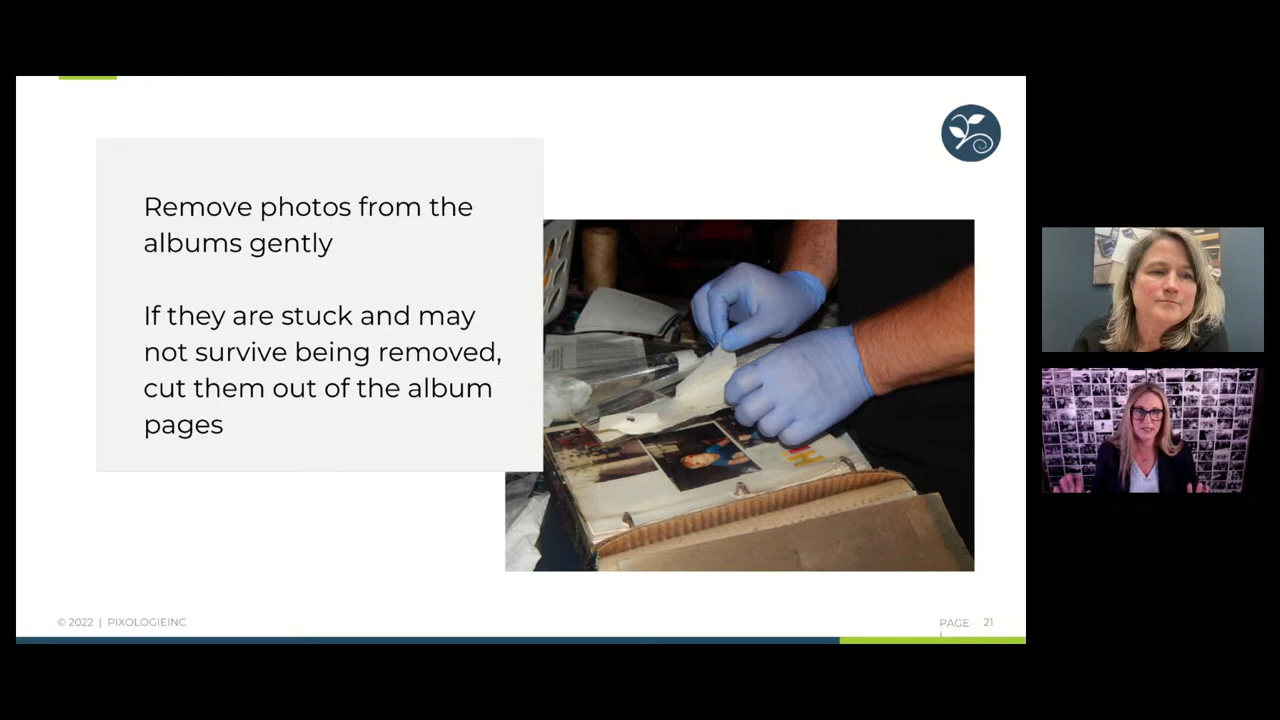 Remove photos from the
albums gently
If they are stuck and may
not survive being removed,
cut them out of the album
pages
© 2022 | PIXOLOGIEINC
PAGE 21
|